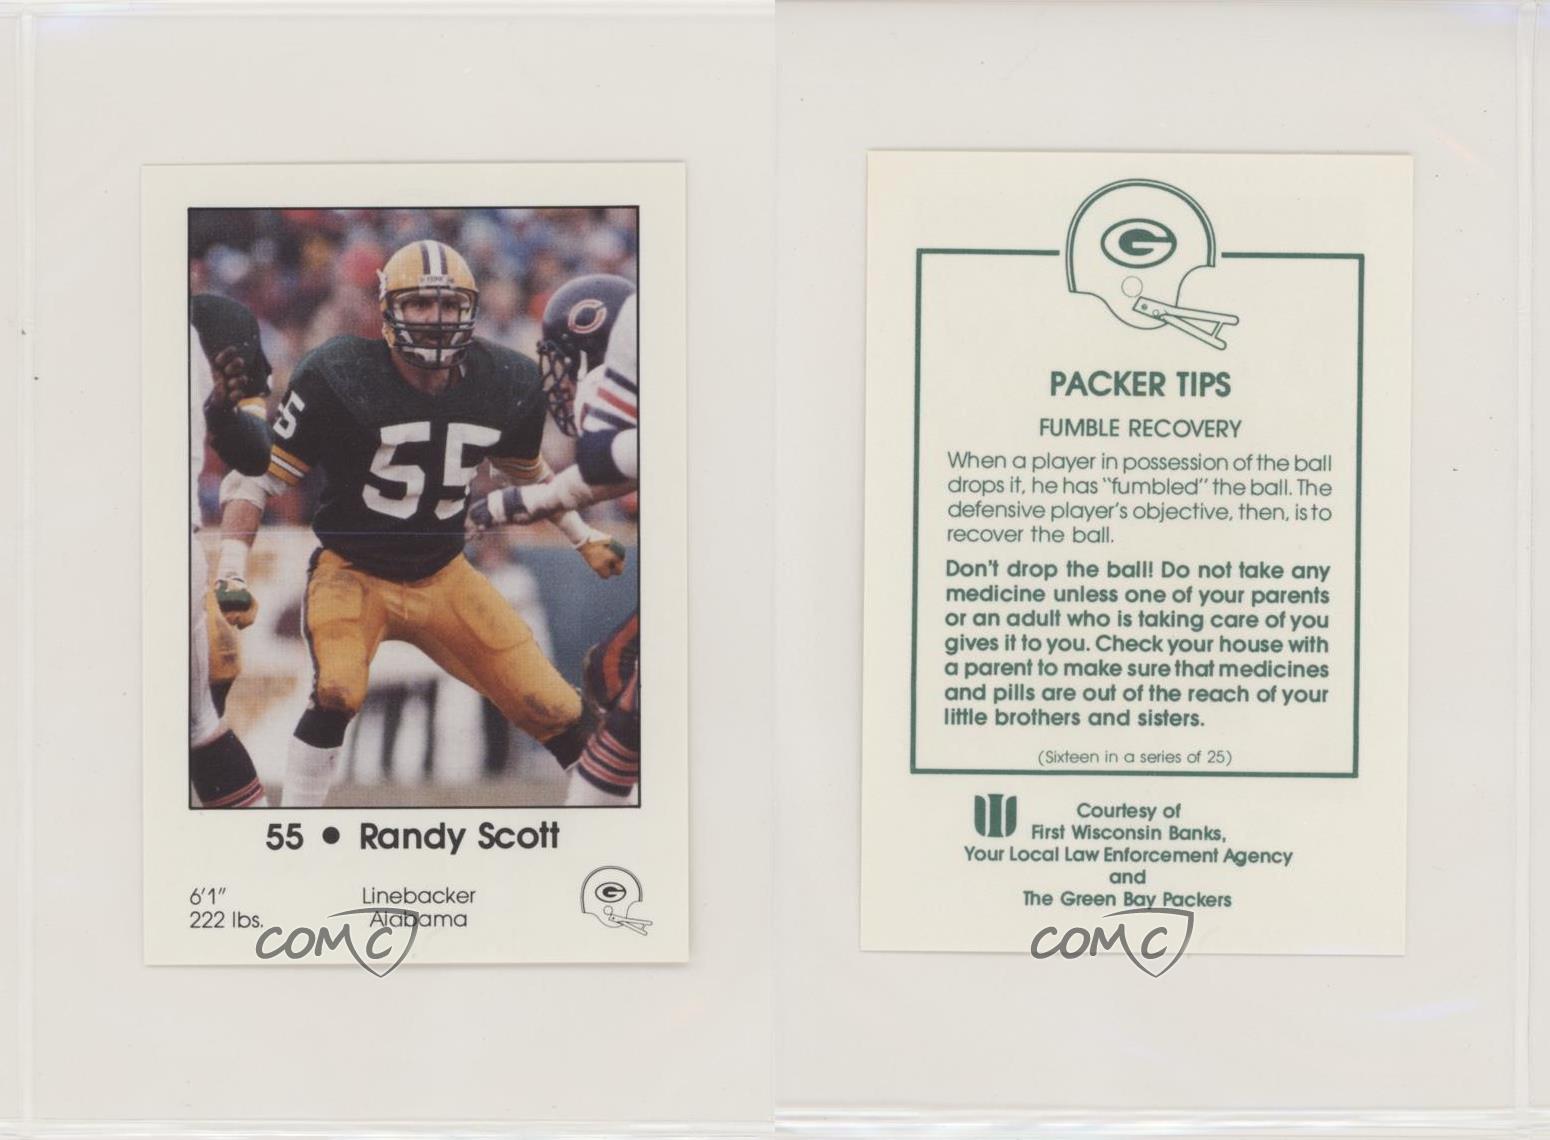 55
55
55 • Randy Scott
6'1"
222 lbs.
Linebacker
Alabama
G
COMC
G
PACKER TIPS
FUMBLE RECOVERY
When a player in possession of the ball
drops it, he has "fumbled" the ball. The
defensive player's objective, then, is to
recover the ball.
Don't drop the ball! Do not take any
medicine unless one of your parents
or an adult who is taking care of you
gives it to you. Check your house with
a parent to make sure that medicines
and pills are out of the reach of your
little brothers and sisters.
(Sixteen in a series of 25)
Courtesy of
First Wisconsin Banks,
Your Local Law Enforcement Agency
and
The Green Bay Packers
COMC